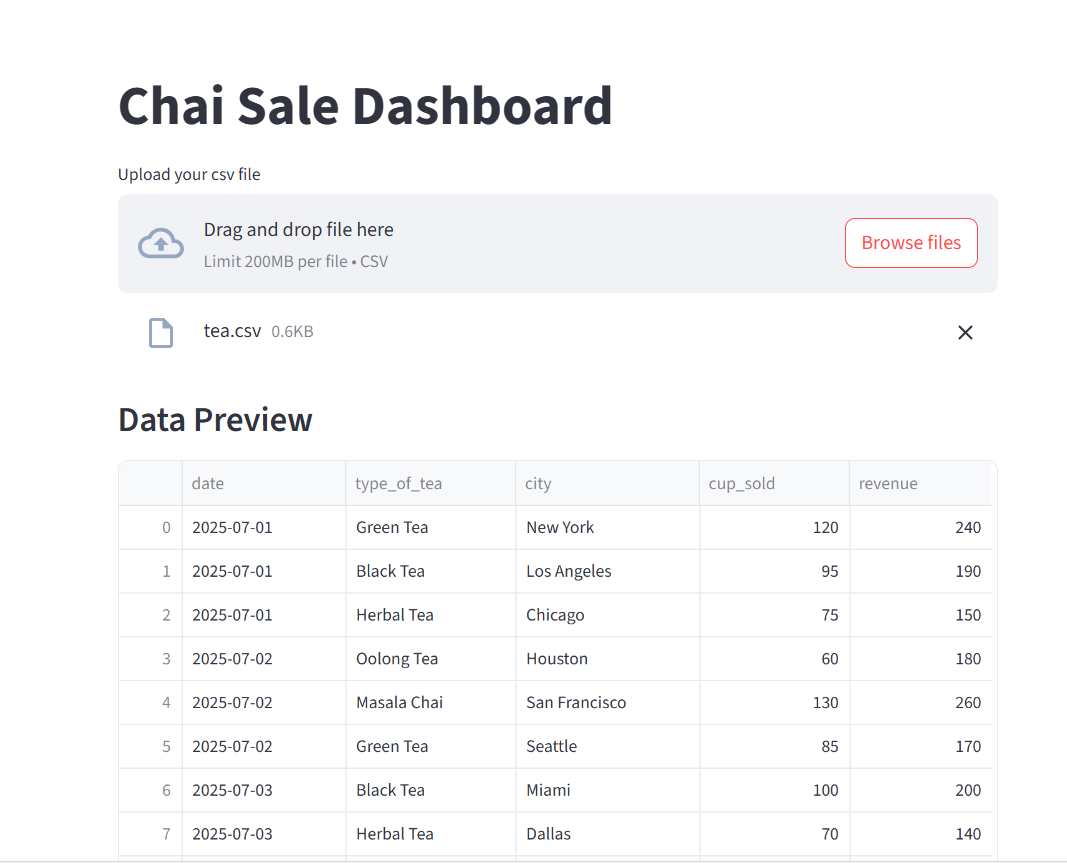 Chai Sale Dashboard
Upload your csv file
Drag and drop file here
Limit 200MB per file • CSV
Browse files
tea.csv 0.6KB
Data Preview
date type_of_tea city cup_sold revenue
0 2025-07-01 Green Tea New York 120 240
1 2025-07-01 Black Tea Los Angeles 95 190
2 2025-07-01 Herbal Tea Chicago 75 150
3 2025-07-02 Oolong Tea Houston 60 180
4 2025-07-02 Masala Chai San Francisco 130 260
5 2025-07-02 Green Tea Seattle 85 170
6 2025-07-03 Black Tea Miami 100 200
7 2025-07-03 Herbal Tea Dallas 70 140